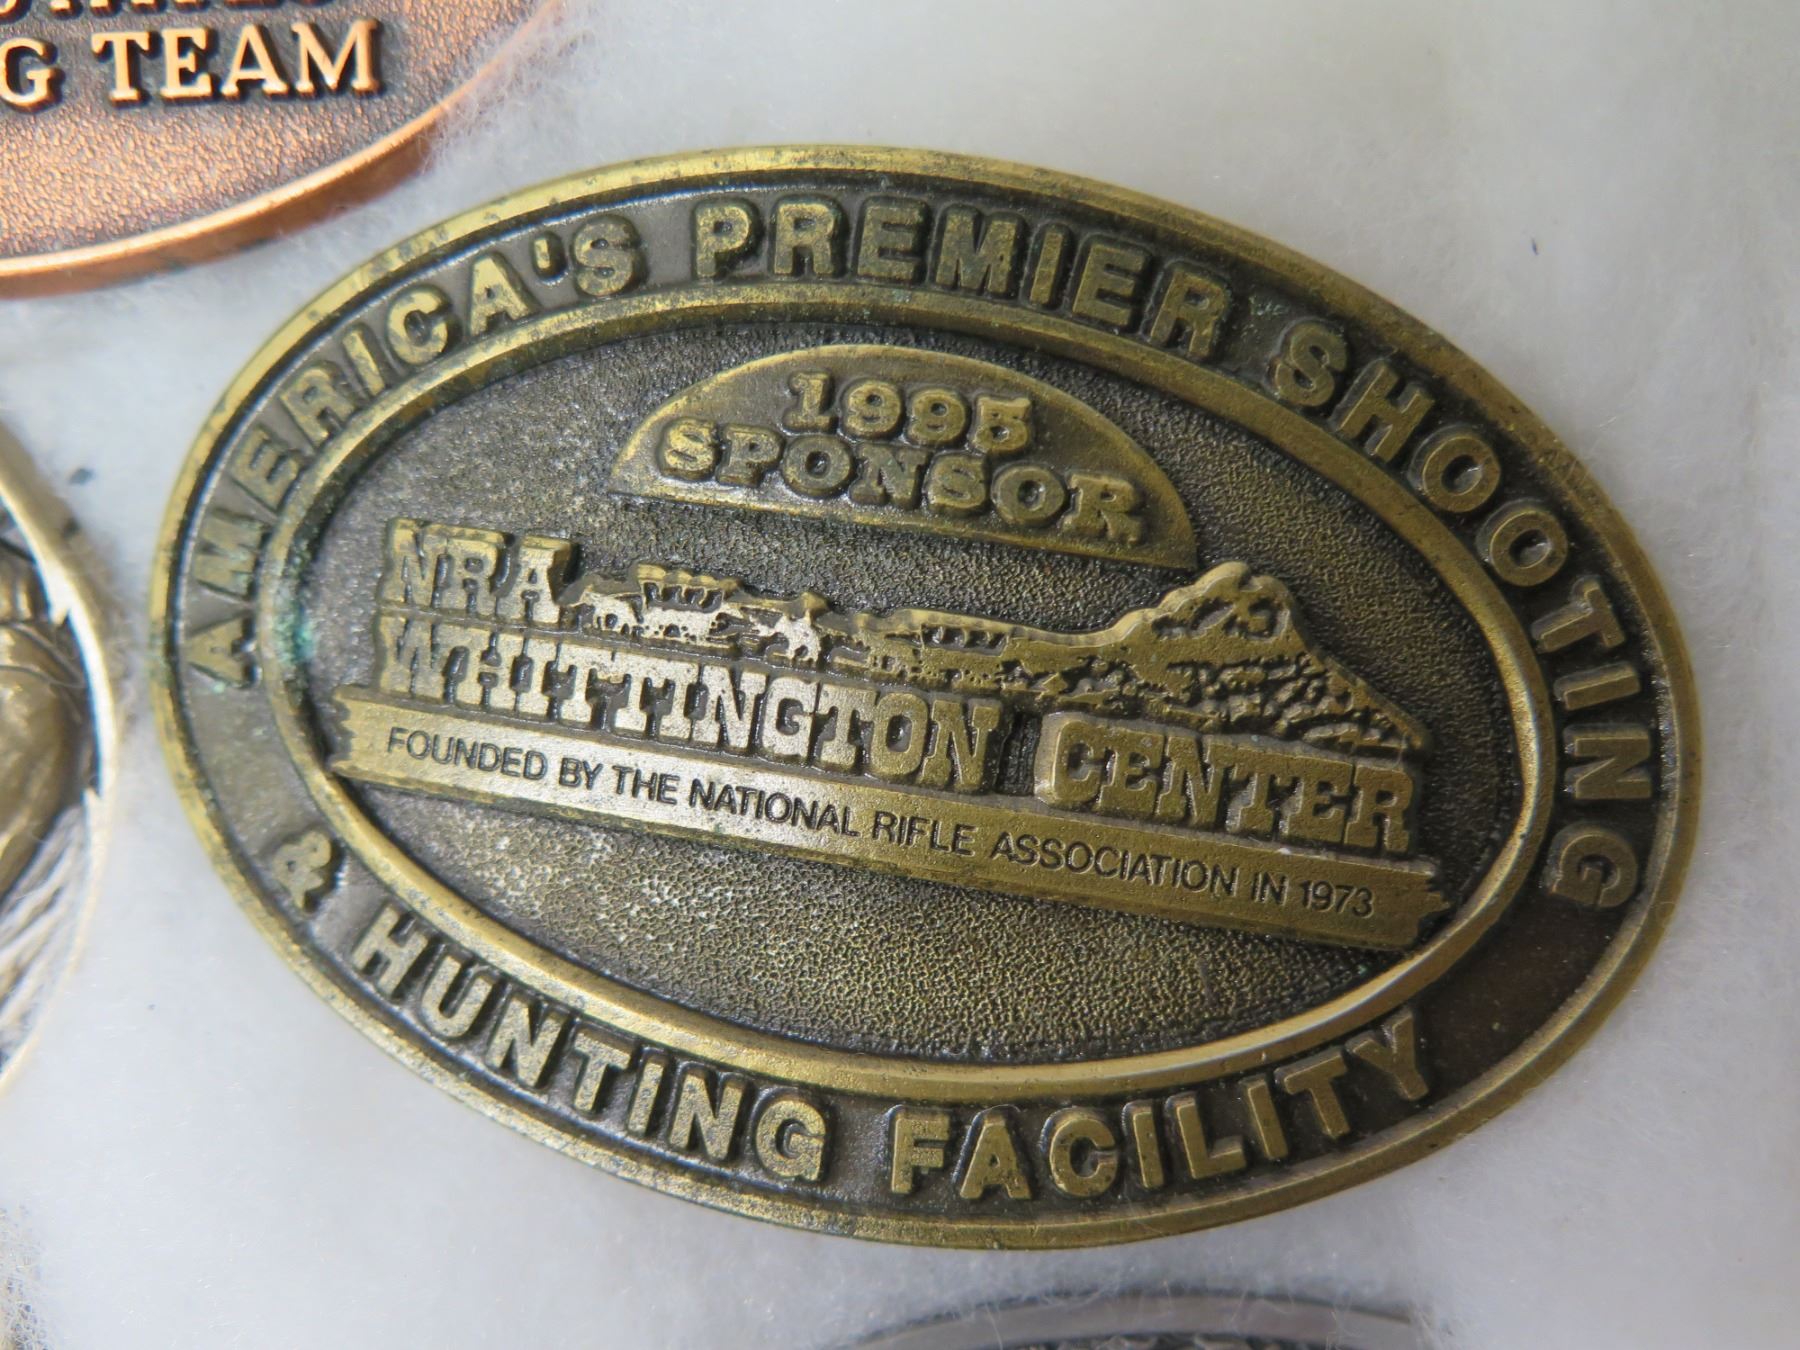 G TEAM
AMERICA'S PREMIER SHOOTING
& HUNTING FACILITY
1995
SPONSOR
NRA
WHITTINGTON CENTER
FOUNDED BY THE NATIONAL RIFLE ASSOCIATION IN 1973